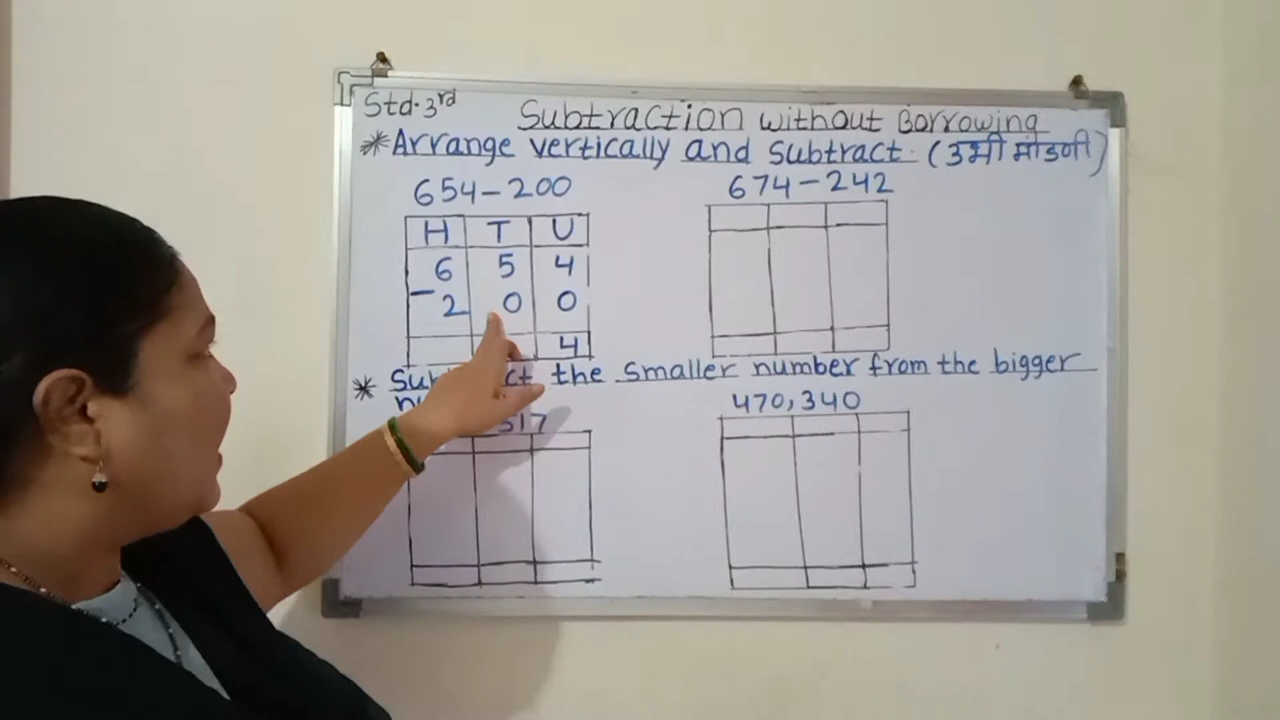 Std. 3rd
Subtraction without Borrowing
*Arrange vertically and subtract. (उभी मांडणी)
654-200
H T U
6 5 4
- 2 0 0
4
674-242
* the smaller number from the bigger
517
470,340